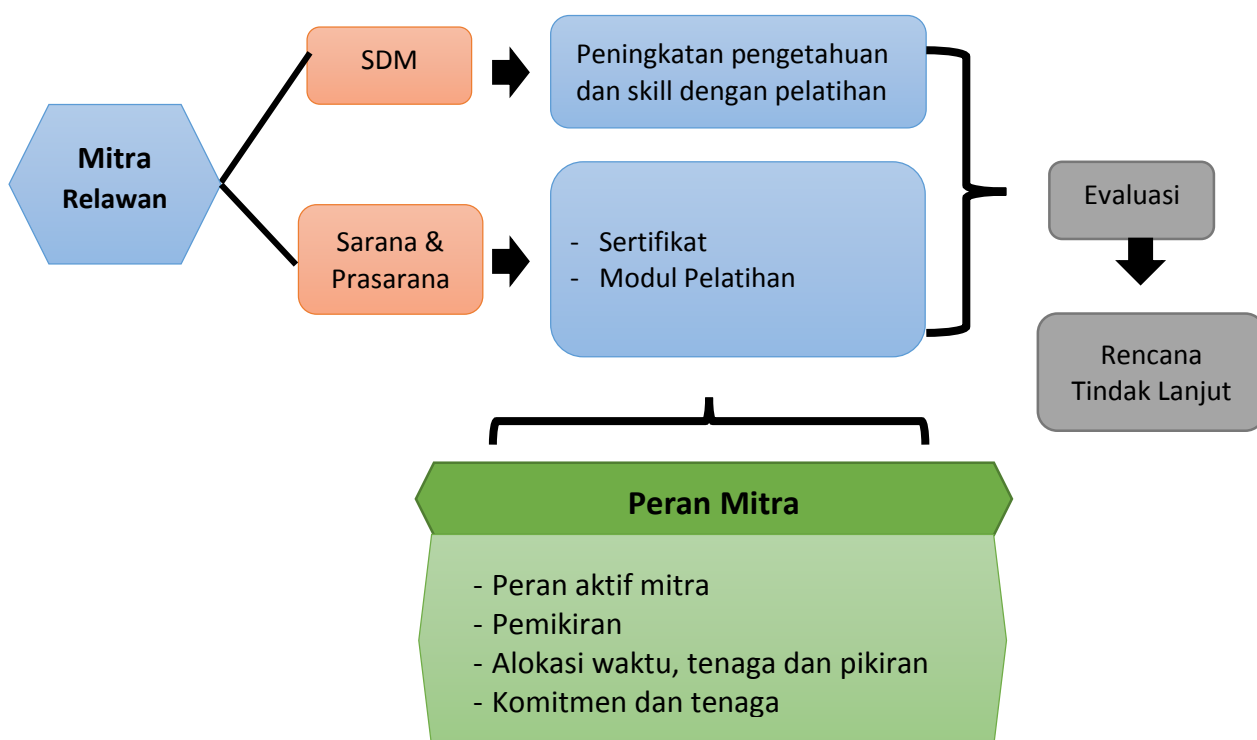 Mitra
Relawan
SDM
Peningkatan pengetahuan
dan skill dengan pelatihan
Sarana &
Prasarana
- Sertifikat
- Modul Pelatihan
Evaluasi
Rencana
Tindak Lanjut
Peran Mitra
- Peran aktif mitra
- Pemikiran
- Alokasi waktu, tenaga dan pikiran
- Komitmen dan tenaga